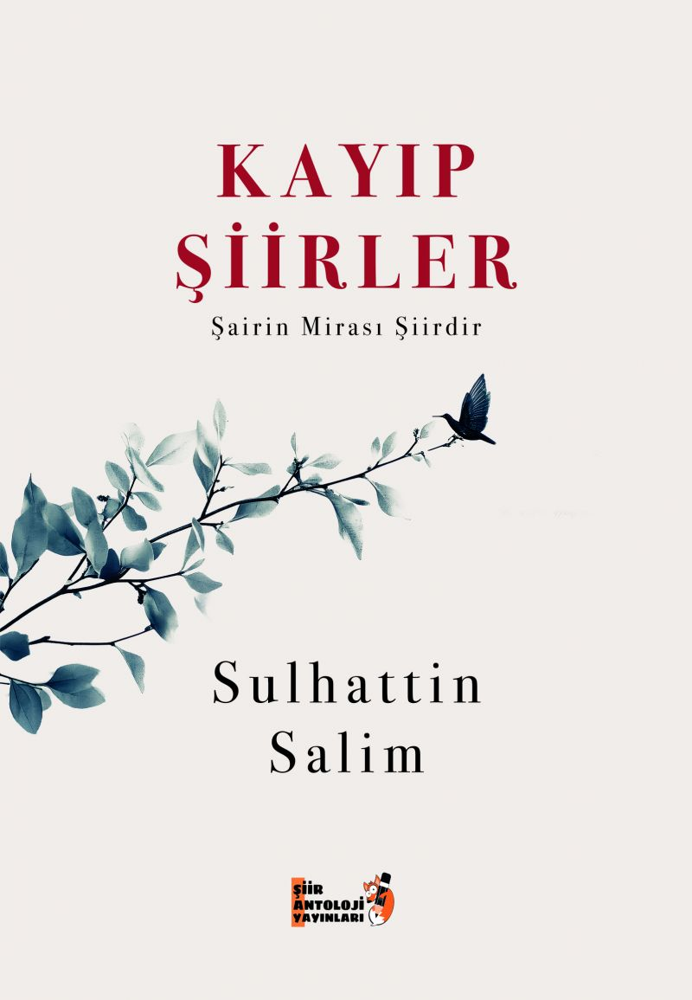 KAYIP
ŞİİRLER
Şairin Mirası Şiirdir
Sulhattin
Salim
ŞİİR
ANTOLOJİ
YAYINLARI